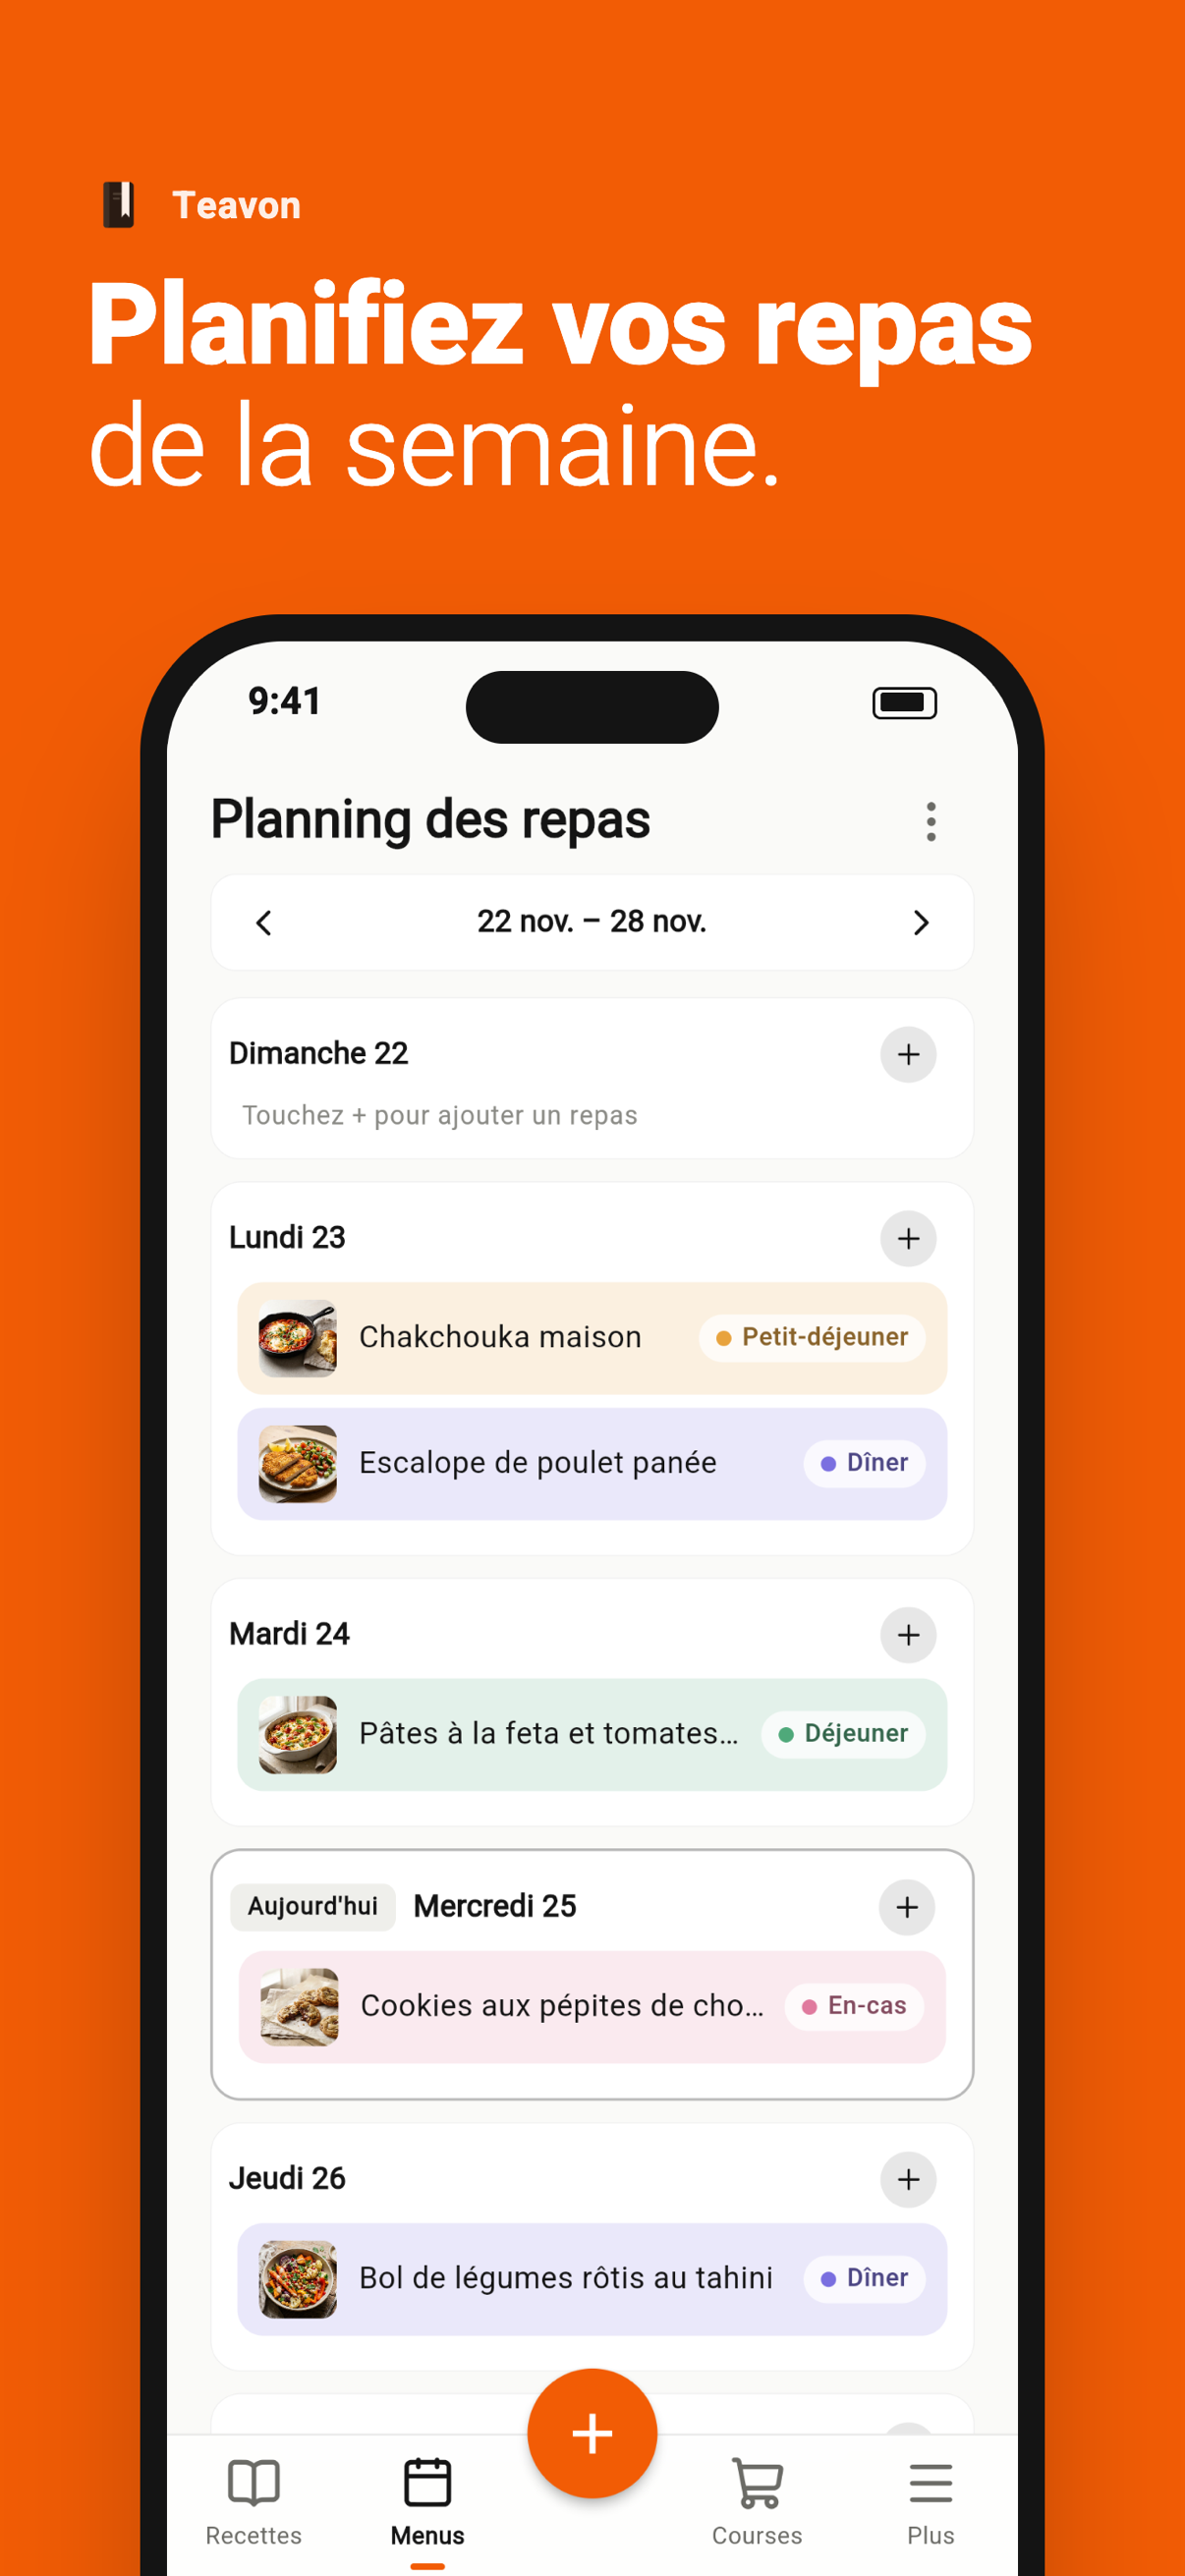 Teavon
Planifiez vos repas
de la semaine.
9:41
Planning des repas
22 nov. – 28 nov.
Dimanche 22
Touchez + pour ajouter un repas
Lundi 23
Chakchouka maison
Petit-déjeuner
Escalope de poulet panée
Dîner
Mardi 24
Pâtes à la feta et tomates...
Déjeuner
Aujourd'hui
Mercredi 25
Cookies aux pépites de cho...
En-cas
Jeudi 26
Bol de légumes rôtis au tahini
Dîner
Recettes
Menus
Courses
Plus